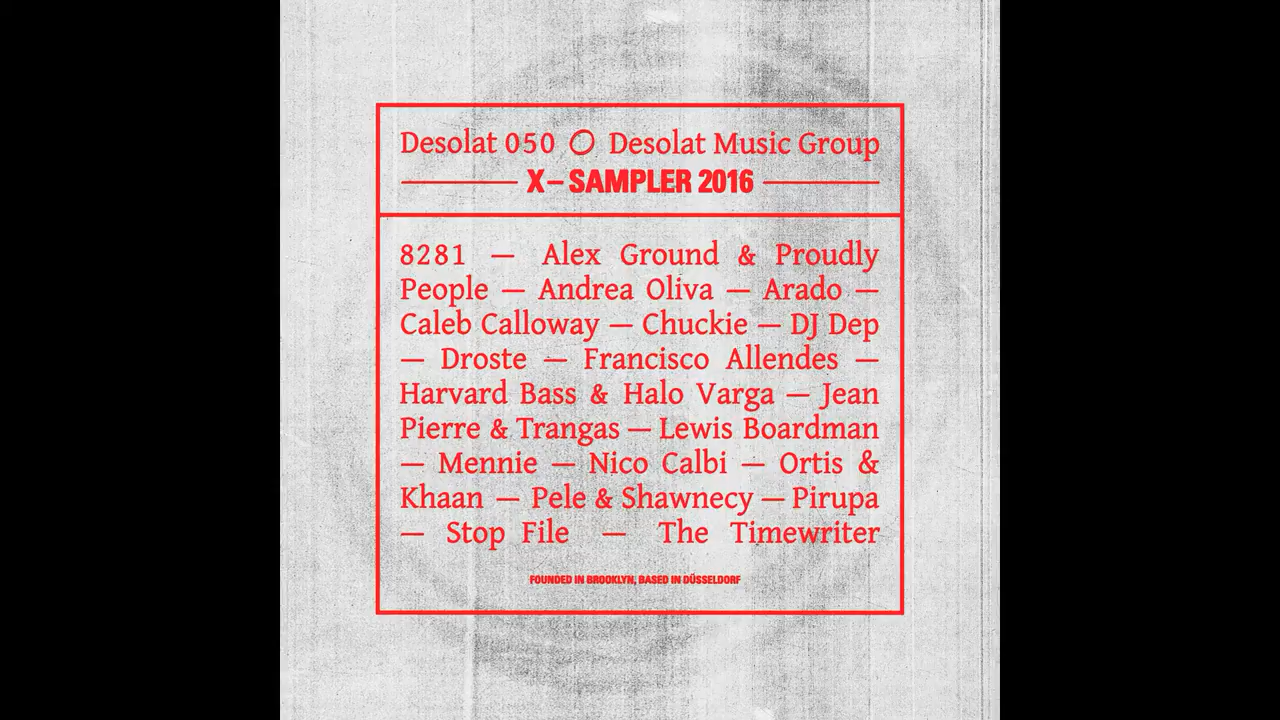 Desolat 050 O Desolat Music Group
X – SAMPLER 2016
8281 — Alex Ground & Proudly
People — Andrea Oliva — Arado —
Caleb Calloway — Chuckie — DJ Dep
— Droste — Francisco Allendes —
Harvard Bass & Halo Varga — Jean
Pierre & Trangas — Lewis Boardman
— Mennie — Nico Calbi — Ortis &
Khaan — Pele & Shawnecy — Pirupa
— Stop File — The Timewriter
FOUNDED IN BROOKLYN, BASED IN DÜSSELDORF